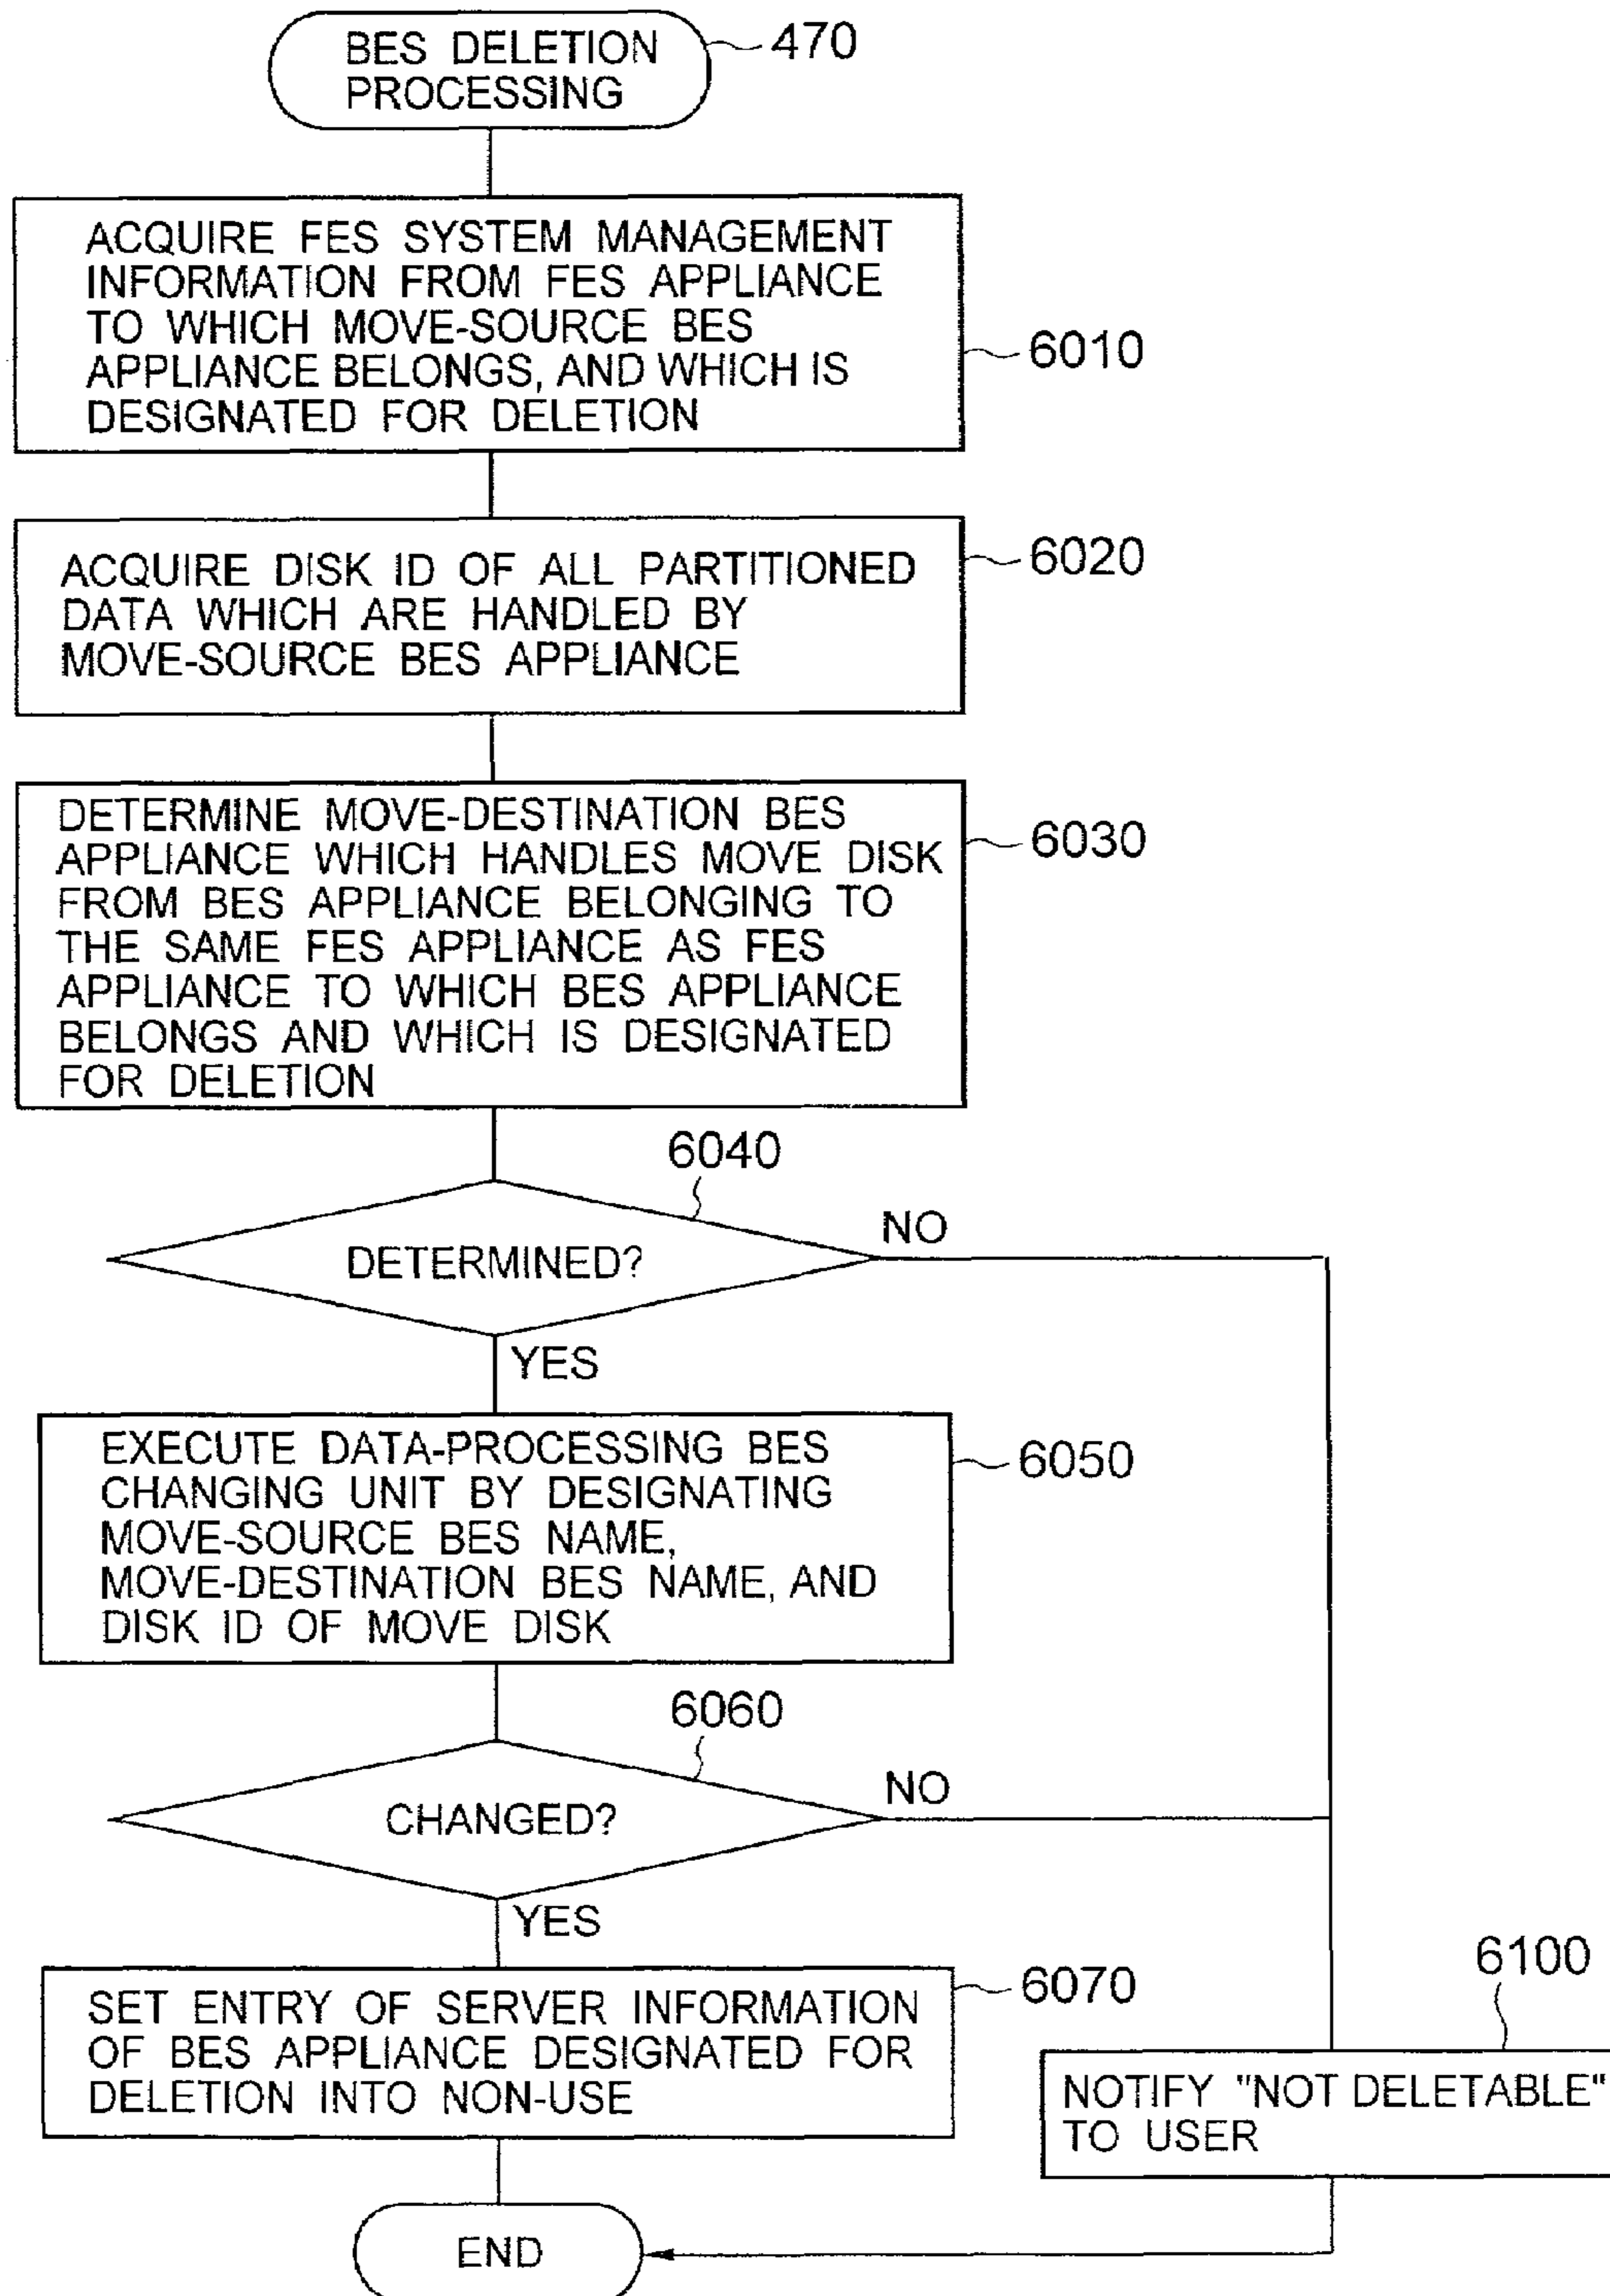 BES DELETION
PROCESSING
470
ACQUIRE FES SYSTEM MANAGEMENT
INFORMATION FROM FES APPLIANCE
TO WHICH MOVE-SOURCE BES
APPLIANCE BELONGS, AND WHICH IS
DESIGNATED FOR DELETION
6010
ACQUIRE DISK ID OF ALL PARTITIONED
DATA WHICH ARE HANDLED BY
MOVE-SOURCE BES APPLIANCE
6020
DETERMINE MOVE-DESTINATION BES
APPLIANCE WHICH HANDLES MOVE DISK
FROM BES APPLIANCE BELONGING TO
THE SAME FES APPLIANCE AS FES
APPLIANCE TO WHICH BES APPLIANCE
BELONGS AND WHICH IS DESIGNATED
FOR DELETION
6030
6040
DETERMINED?
NO
YES
EXECUTE DATA-PROCESSING BES
CHANGING UNIT BY DESIGNATING
MOVE-SOURCE BES NAME,
MOVE-DESTINATION BES NAME, AND
DISK ID OF MOVE DISK
6050
6060
CHANGED?
NO
YES
SET ENTRY OF SERVER INFORMATION
OF BES APPLIANCE DESIGNATED FOR
DELETION INTO NON-USE
6070
6100
NOTIFY "NOT DELETABLE"
TO USER
END